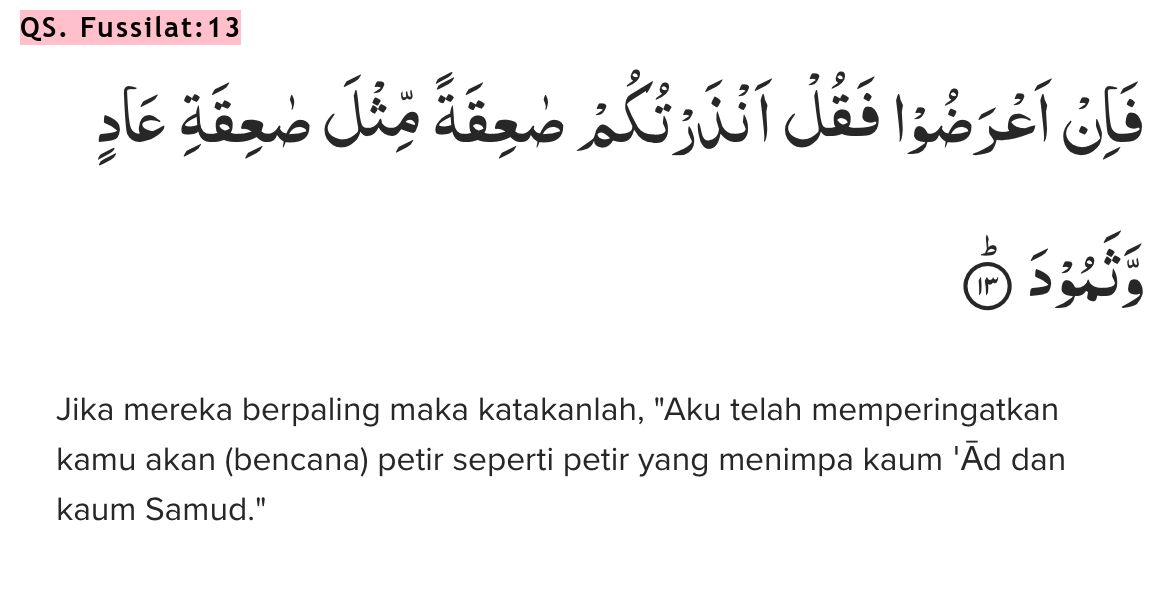 QS. Fussilat:13
فَاِنْ اَعْرَضُوْا فَقُلْ اَنْذَرْتُكُمْ صٰعِقَةً مِّثْلَ صٰعِقَةِ عَادٍ
وَّثَمُوْدَ ۗ ١٣
Jika mereka berpaling maka katakanlah, "Aku telah memperingatkan
kamu akan (bencana) petir seperti petir yang menimpa kaum 'Ād dan
kaum Samud."